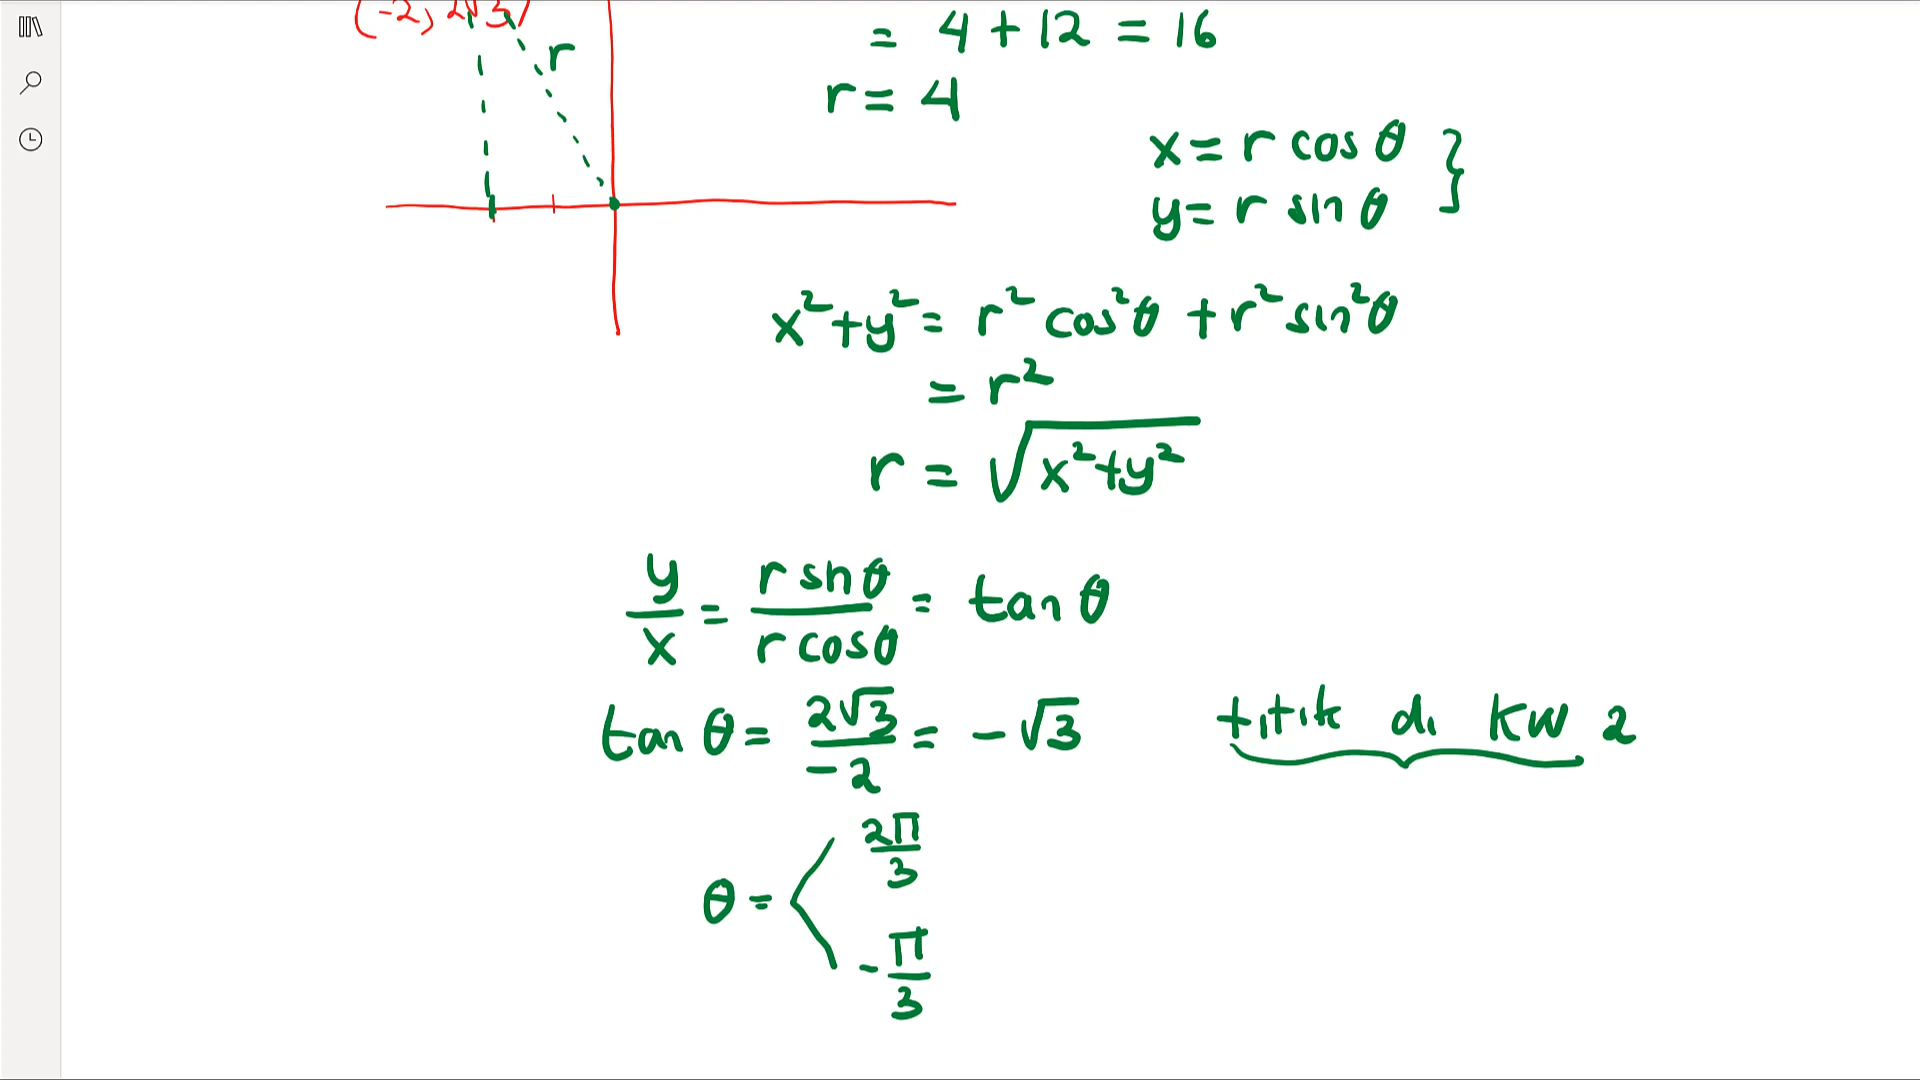 (-2, 2√3)
= 4 + 12 = 16
r
r = 4
x = r cos θ
y = r sin θ }
x² + y² = r² cos² θ + r² sin² θ
= r²
r = √(x² + y²)
y/x = r sin θ / r cos θ = tan θ
tan θ = 2√3 / -2 = -√3
titik di KW 2
2π/3
θ =
-π/3